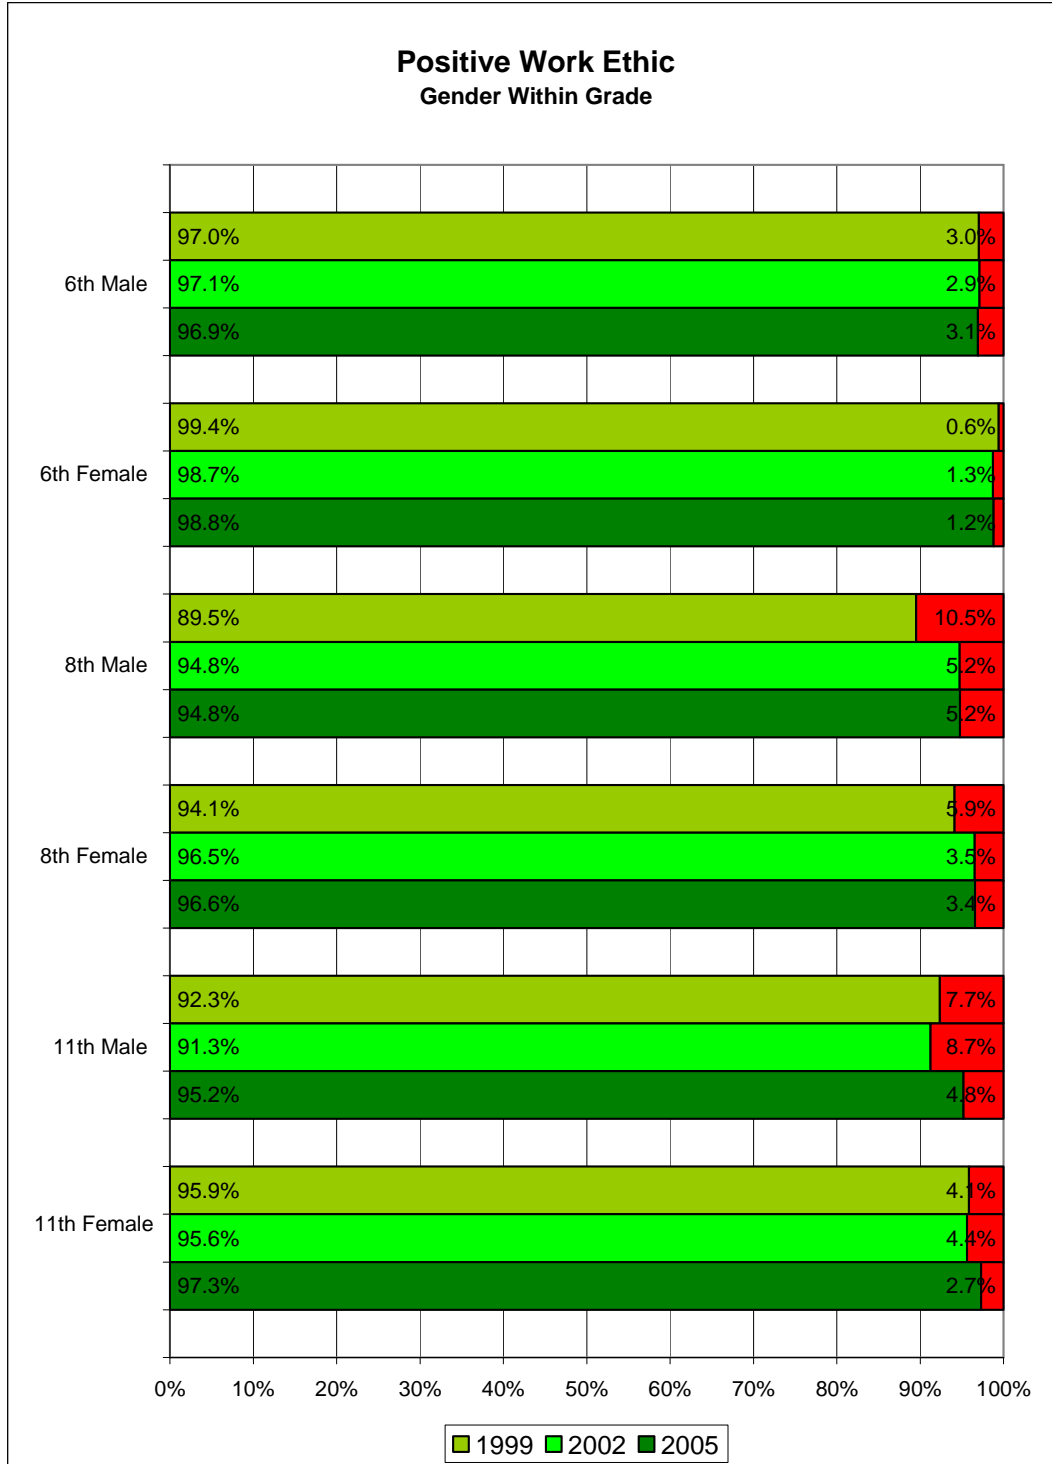 Positive Work Ethic
Gender Within Grade
97.0% 3.0%
6th Male 97.1% 2.9%
96.9% 3.1%
99.4% 0.6%
6th Female 98.7% 1.3%
98.8% 1.2%
89.5% 10.5%
8th Male 94.8% 5.2%
94.8% 5.2%
94.1% 5.9%
8th Female 96.5% 3.5%
96.6% 3.4%
92.3% 7.7%
11th Male 91.3% 8.7%
95.2% 4.8%
95.9% 4.1%
11th Female 95.6% 4.4%
97.3% 2.7%
0% 10% 20% 30% 40% 50% 60% 70% 80% 90% 100%
1999 2002 2005